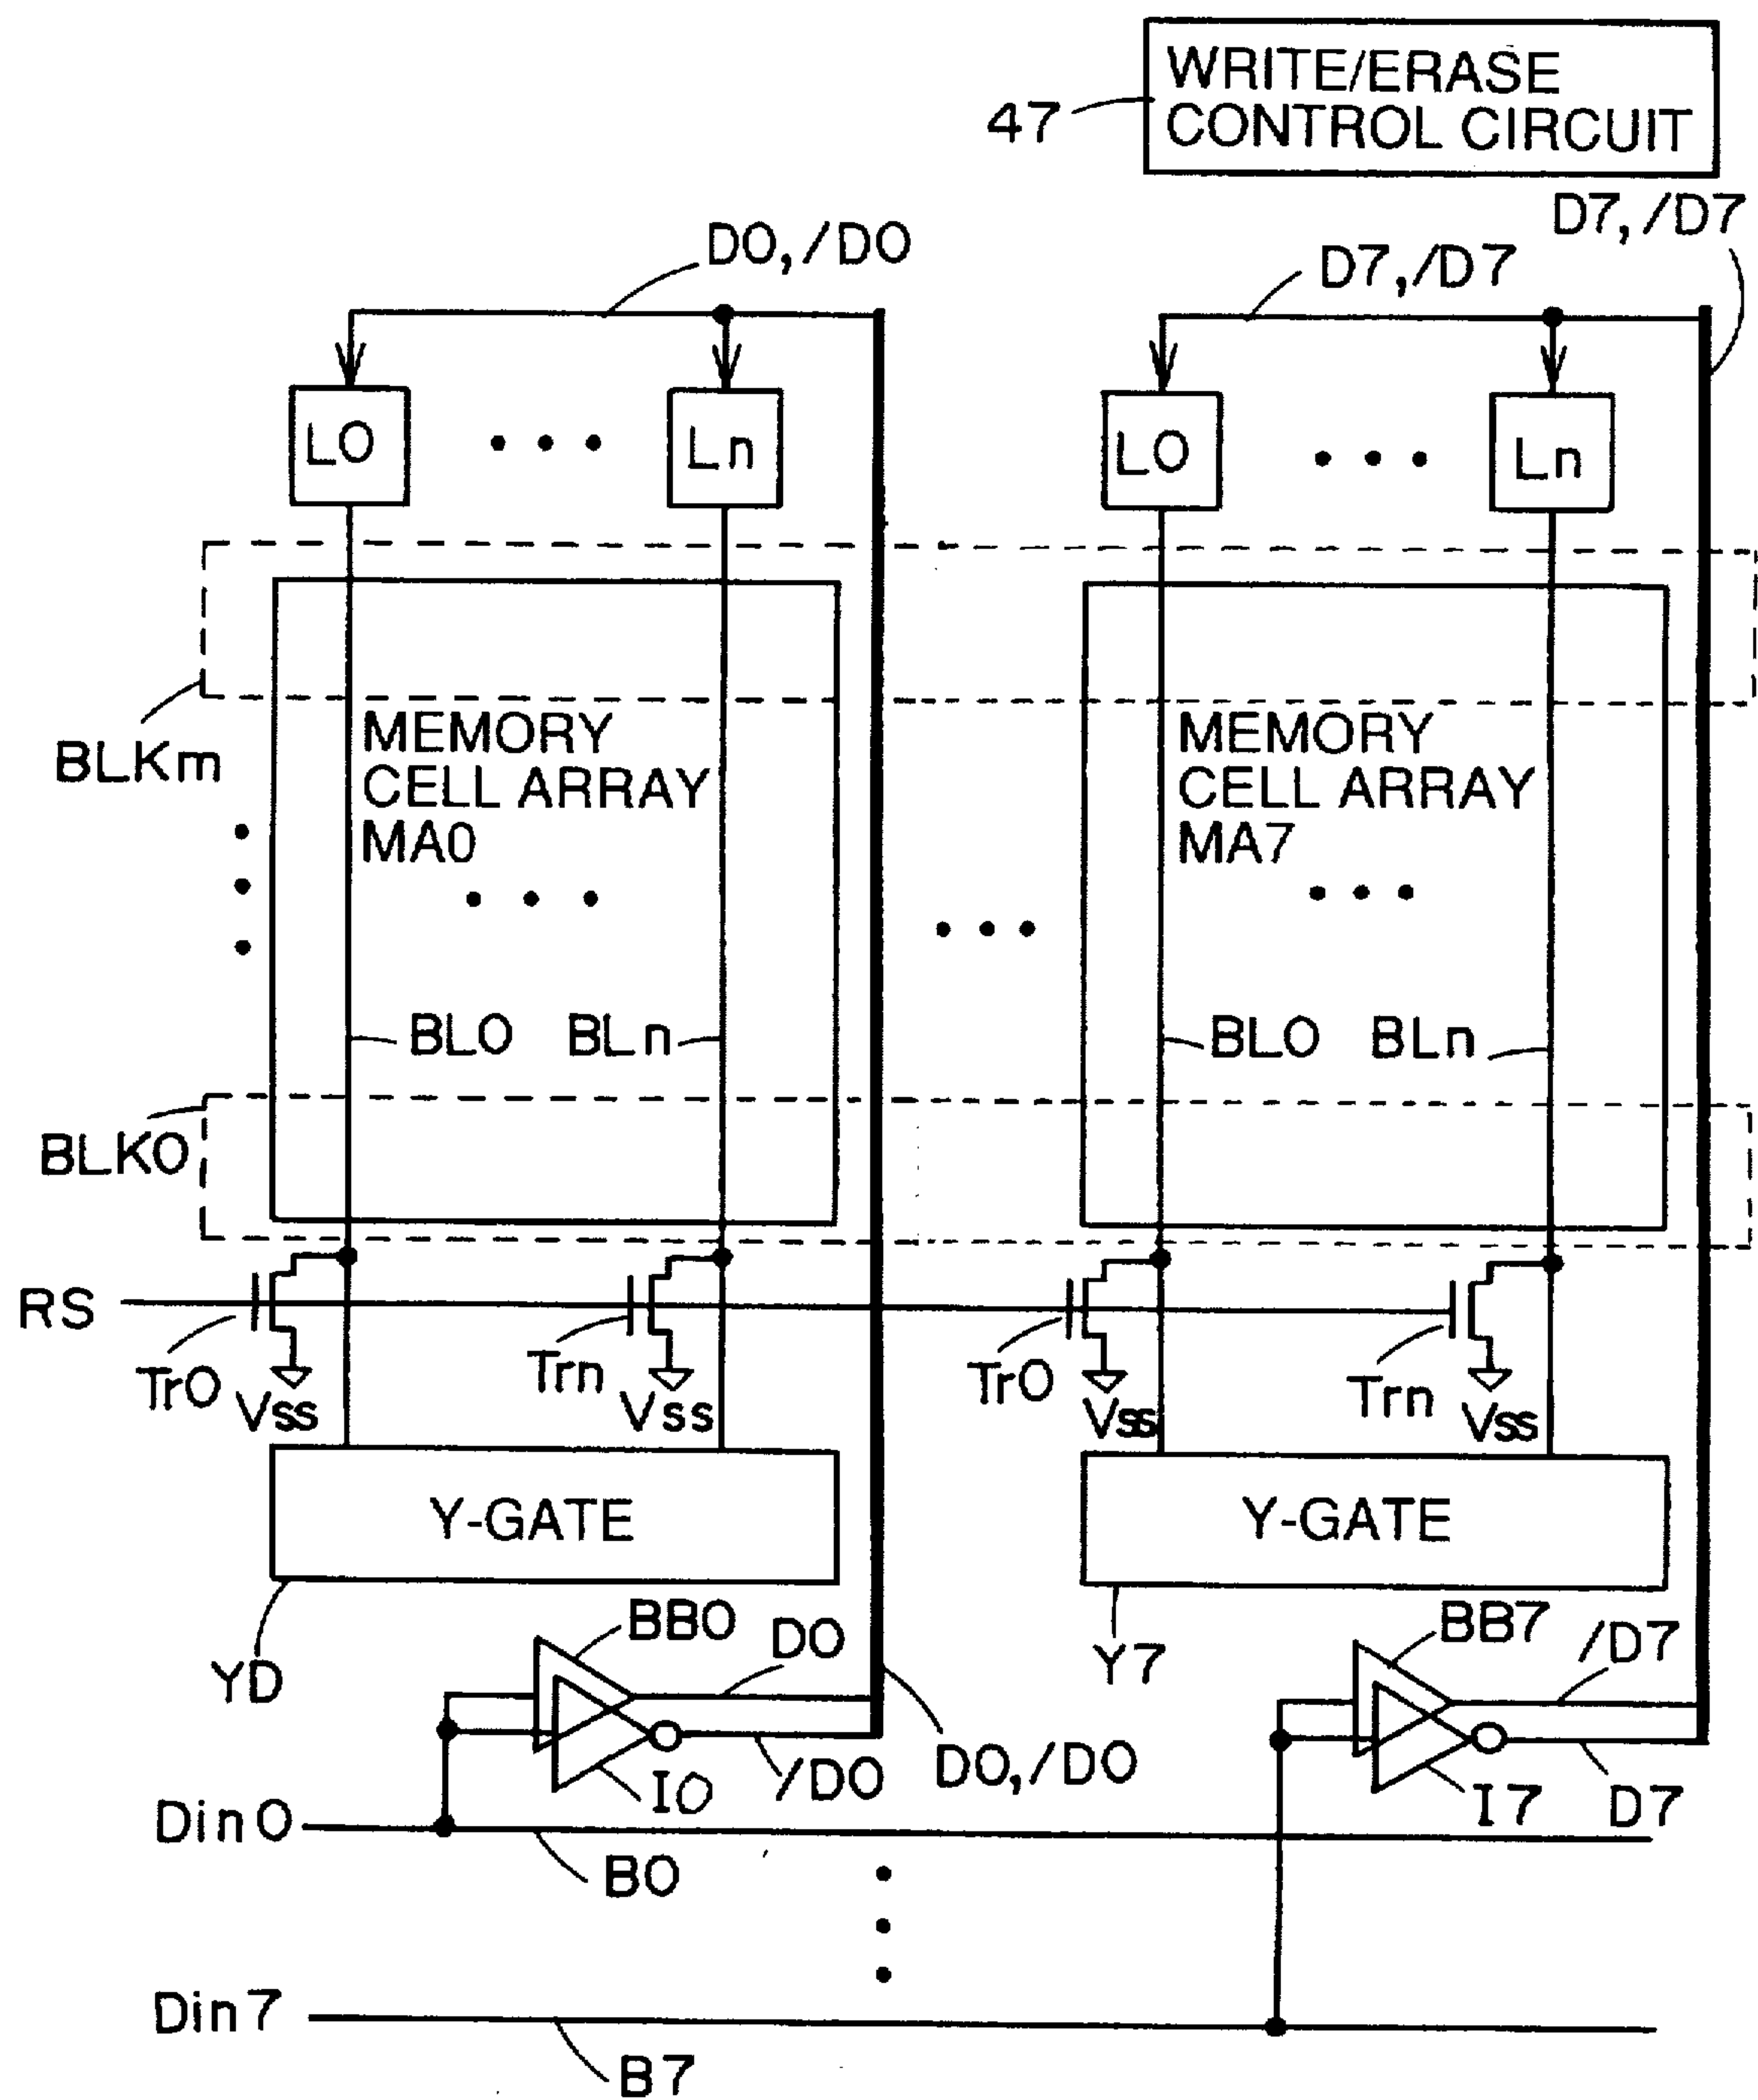 WRITE/ERASE
CONTROL CIRCUIT
47
D7,/D7
D0,/D0
D7,/D7
L0
Ln
L0
Ln
BLKm
MEMORY
CELL ARRAY
MA0
MEMORY
CELL ARRAY
MA7
BL0
BLn
BL0
BLn
BLK0
RS
Tr0
Vss
Trn
Vss
Tr0
Vss
Trn
Vss
Y-GATE
Y-GATE
YD
BB0
D0
Y7
BB7
/D7
I0
/D0
D0,/D0
I7
D7
Din0
B0
Din7
B7